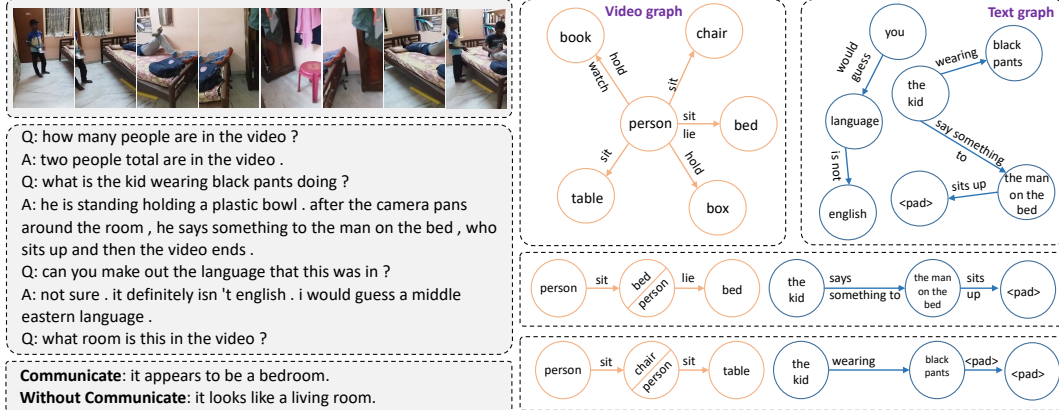 Q: how many people are in the video ?
A: two people total are in the video .
Q: what is the kid wearing black pants doing ?
A: he is standing holding a plastic bowl . after the camera pans
around the room , he says something to the man on the bed , who
sits up and then the video ends .
Q: can you make out the language that this was in ?
A: not sure . it definitely isn 't english . i would guess a middle
eastern language .
Q: what room is this in the video ?
Communicate: it appears to be a bedroom.
Without Communicate: it looks like a living room.
Video graph
book
chair
hold
watch
sit
person
sit
lie
bed
sit
hold
table
box
Text graph
you
would
guess
wearing
black
pants
the
kid
language
say something
to
is not
the man
on the
bed
sits up
<pad>
english
person
sit
bed
person
lie
bed
the
kid
says
something to
the man
on the
bed
sits
up
<pad>
person
sit
chair
person
sit
table
the
kid
wearing
black
pants
<pad>
<pad>